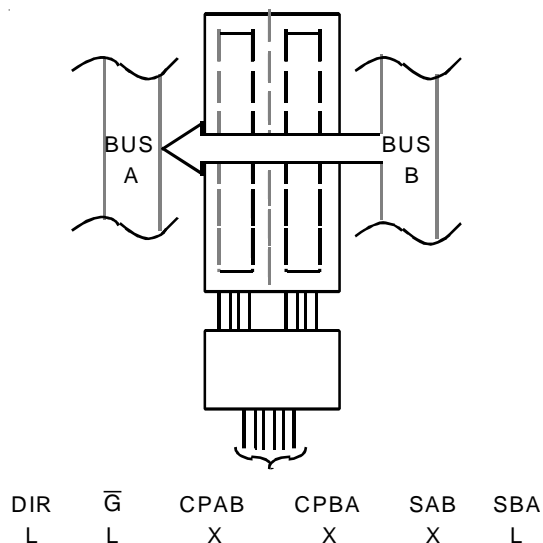 BUS A
BUS B
DIR G̅ CPAB CPBA SAB SBA
L L X X X L